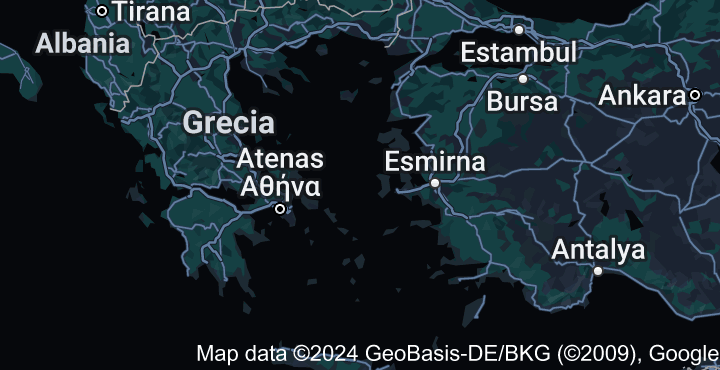 Tirana
Albania
Estambul
Bursa
Ankara
Grecia
Atenas
Αθήνα
Esmirna
Antalya
Map data ©2024 GeoBasis-DE/BKG (©2009), Google